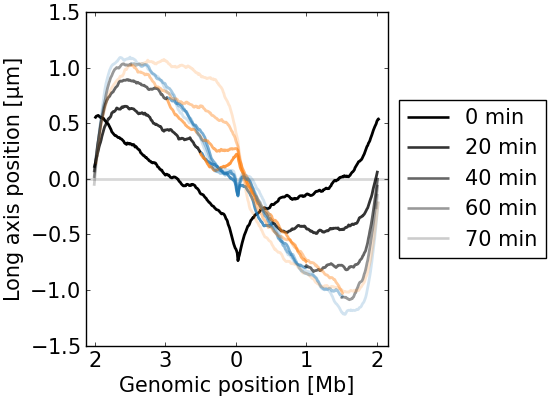 1.5
1.0
0.5
0.0
−0.5
−1.0
−1.5
Long axis position [μm]
2 3 0 1 2
Genomic position [Mb]
0 min
20 min
40 min
60 min
70 min